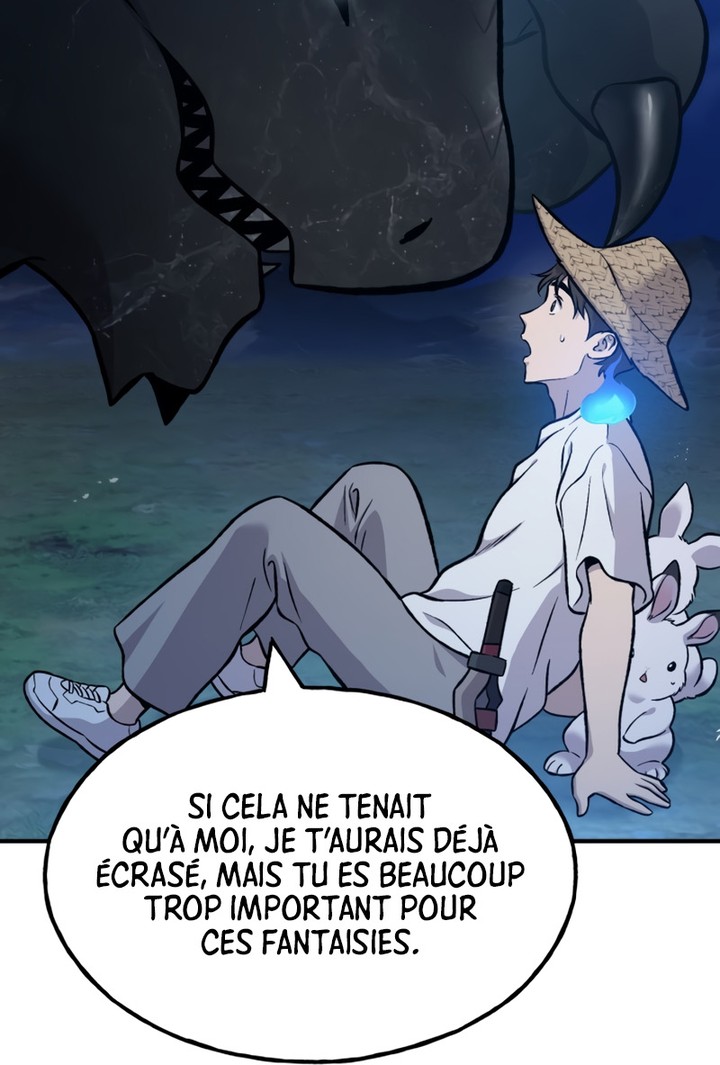 SI CELA NE TENAIT
QU'À MOI, JE T'AURAIS DÉJÀ
ÉCRASÉ, MAIS TU ES BEAUCOUP
TROP IMPORTANT POUR
CES FANTAISIES.